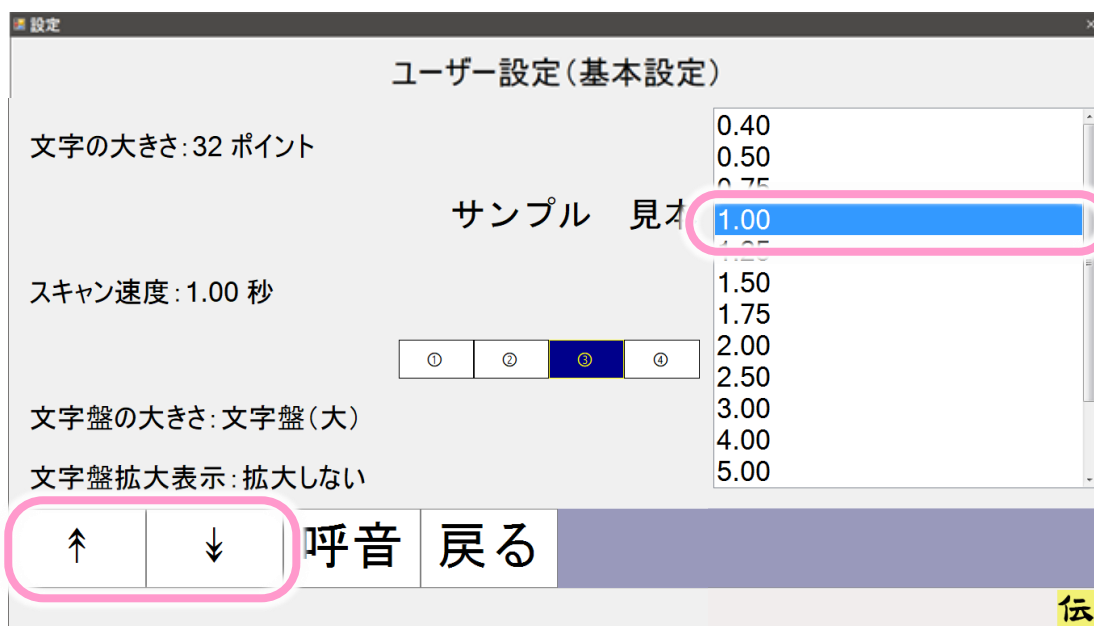 設定
ユーザー設定(基本設定)
文字の大きさ:32 ポイント
サンプル 見本
スキャン速度:1.00 秒
① ② ③ ④
文字盤の大きさ:文字盤(大)
文字盤拡大表示:拡大しない
0.40
0.50
0.75
1.00
1.25
1.50
1.75
2.00
2.50
3.00
4.00
5.00
↟ ↡ 呼音 戻る
伝